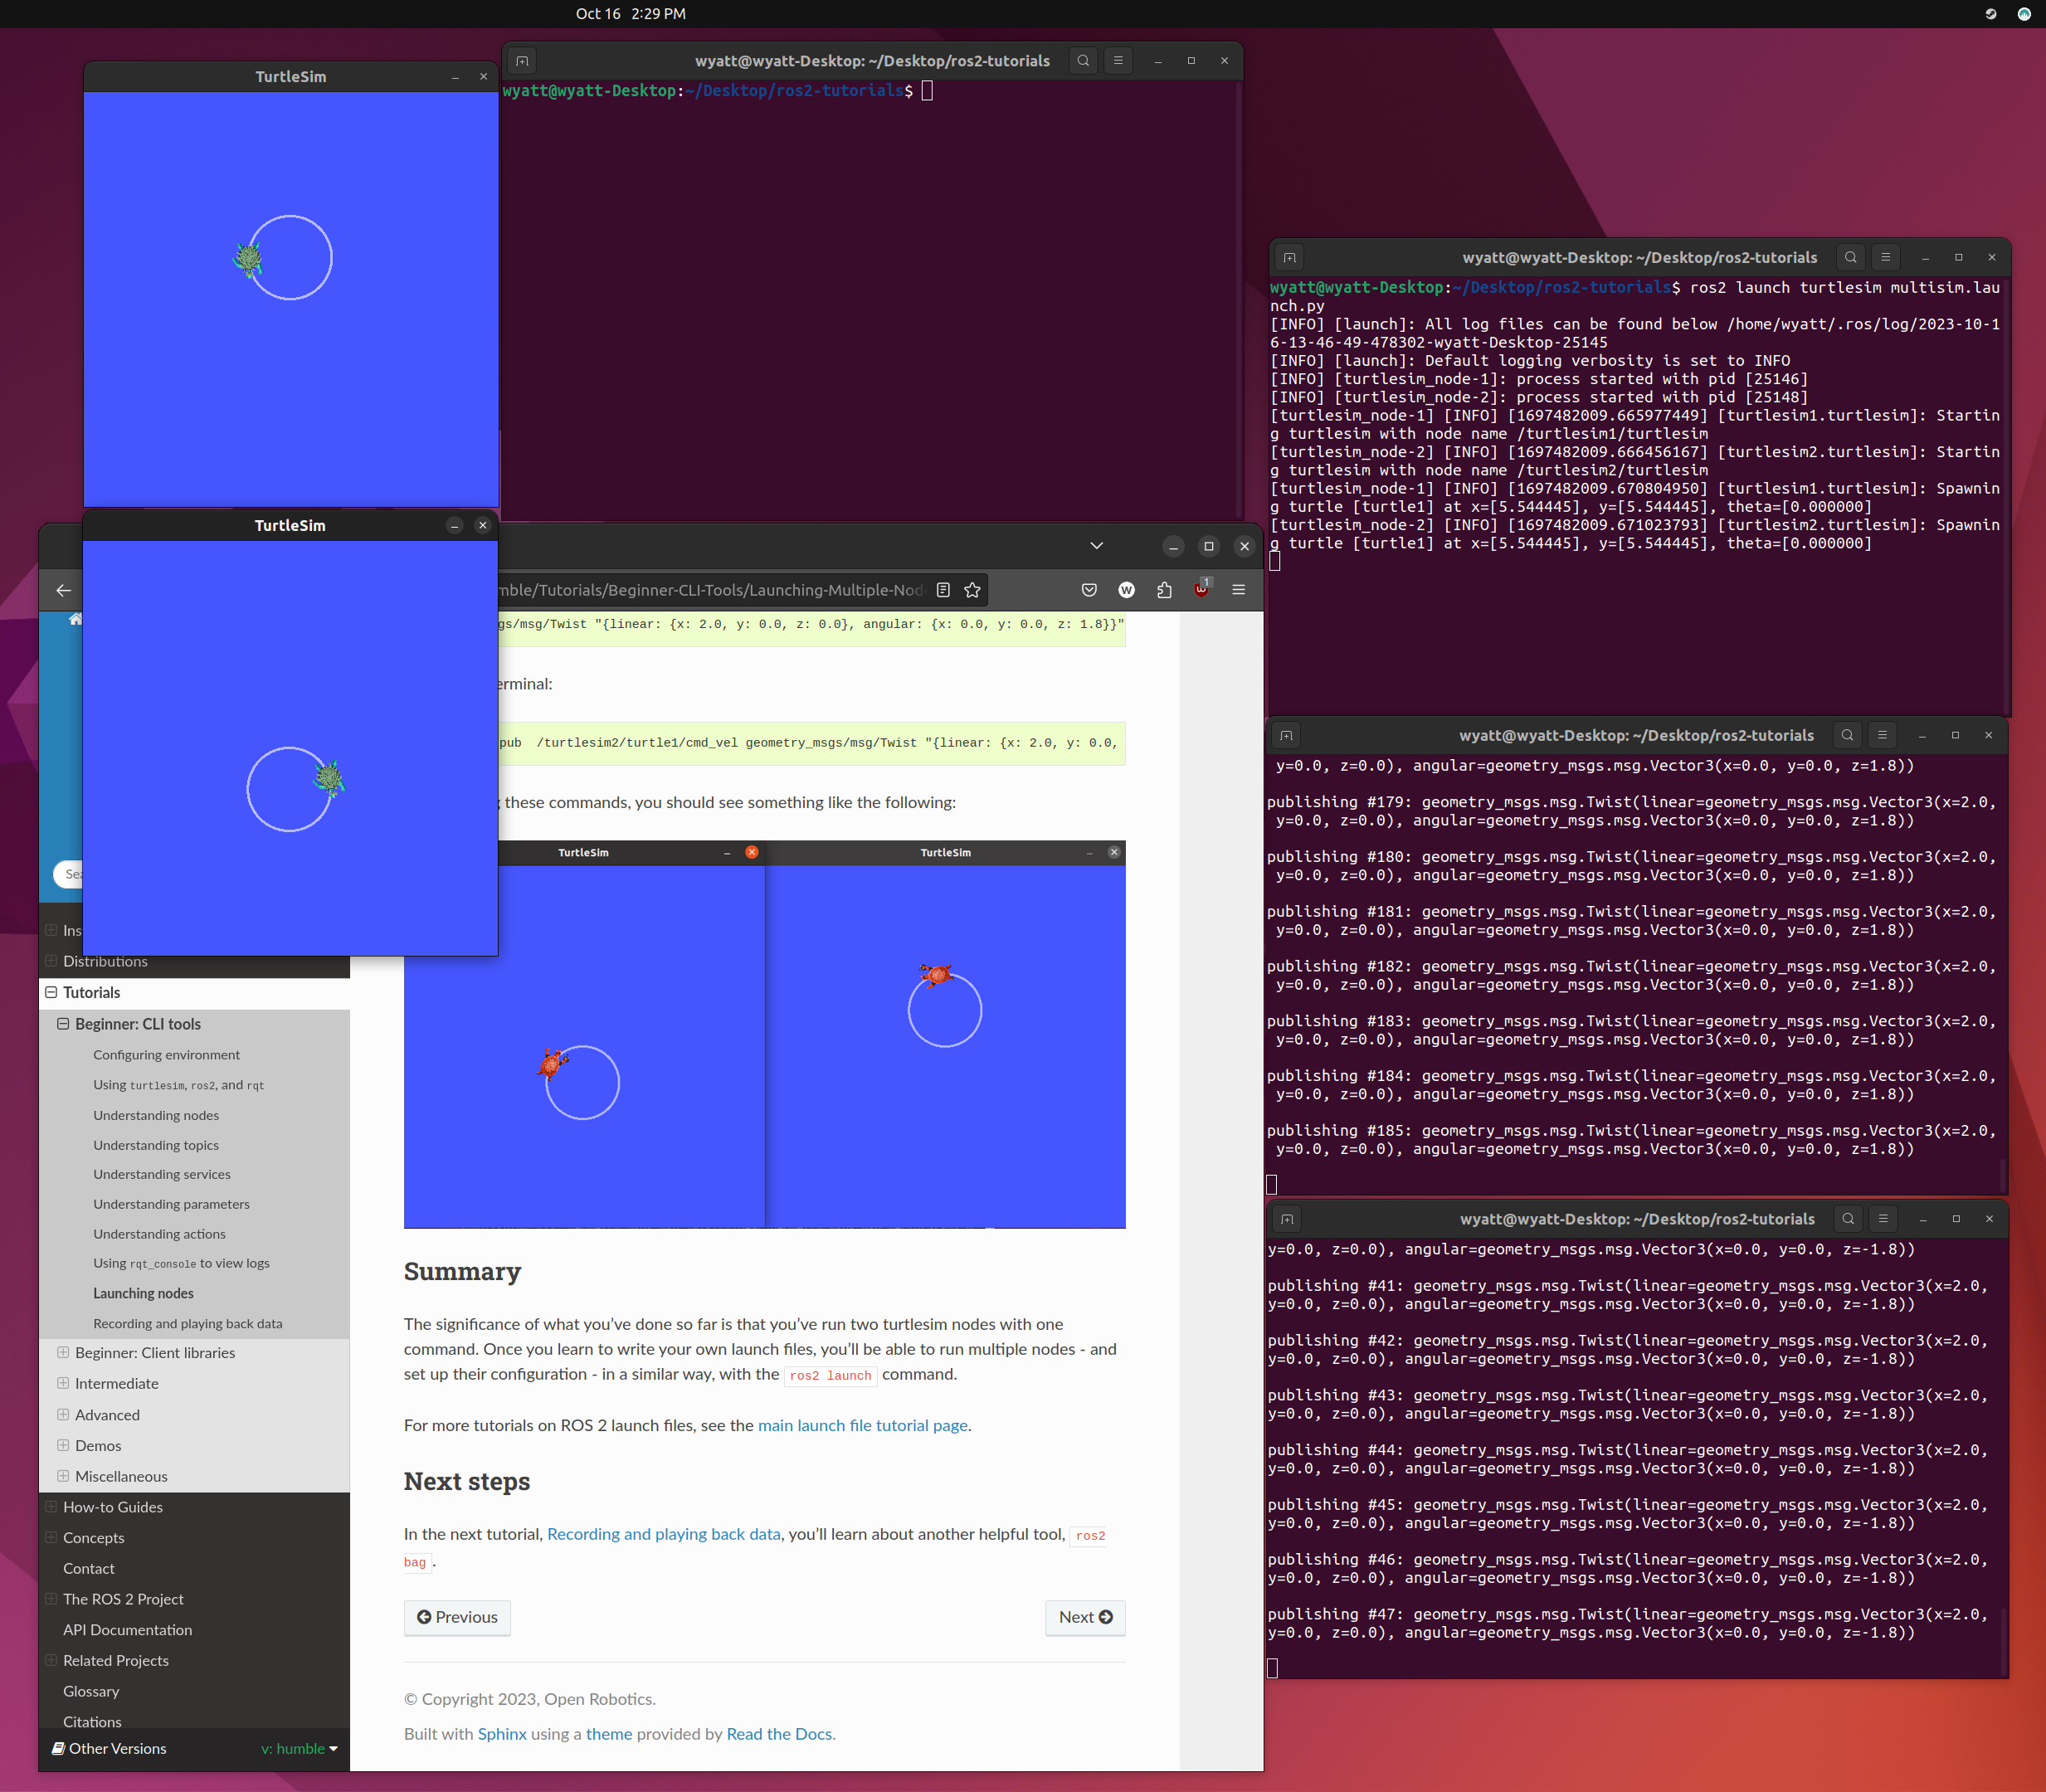 Oct 16 2:29 PM
TurtleSim
wyatt@wyatt-Desktop: ~/Desktop/ros2-tutorials
wyatt@wyatt-Desktop:~/Desktop/ros2-tutorials$
wyatt@wyatt-Desktop: ~/Desktop/ros2-tutorials
wyatt@wyatt-Desktop:~/Desktop/ros2-tutorials$ ros2 launch turtlesim multisim.lau
nch.py
[INFO] [launch]: All log files can be found below /home/wyatt/.ros/log/2023-10-1
6-13-46-49-478302-wyatt-Desktop-25145
[INFO] [launch]: Default logging verbosity is set to INFO
[INFO] [turtlesim_node-1]: process started with pid [25146]
[INFO] [turtlesim_node-2]: process started with pid [25148]
[turtlesim_node-1] [INFO] [1697482009.665977449] [turtlesim1.turtlesim]: Startin
g turtlesim with node name /turtlesim1/turtlesim
[turtlesim_node-2] [INFO] [1697482009.666456167] [turtlesim2.turtlesim]: Startin
g turtlesim with node name /turtlesim2/turtlesim
[turtlesim_node-1] [INFO] [1697482009.670804950] [turtlesim1.turtlesim]: Spawnin
g turtle [turtle1] at x=[5.544445], y=[5.544445], theta=[0.000000]
[turtlesim_node-2] [INFO] [1697482009.671023793] [turtlesim2.turtlesim]: Spawnin
g turtle [turtle1] at x=[5.544445], y=[5.544445], theta=[0.000000]
TurtleSim
mble/Tutorials/Beginner-CLI-Tools/Launching-Multiple-Nod
W
1
gs/msg/Twist "{linear: {x: 2.0, y: 0.0, z: 0.0}, angular: {x: 0.0, y: 0.0, z: 1.8}}"
erminal:
pub /turtlesim2/turtle1/cmd_vel geometry_msgs/msg/Twist "{linear: {x: 2.0, y: 0.0,
these commands, you should see something like the following:
TurtleSim
TurtleSim
Sea
Ins
Distributions
Tutorials
Beginner: CLI tools
Configuring environment
Using turtlesim, ros2, and rqt
Understanding nodes
Understanding topics
Understanding services
Understanding parameters
Understanding actions
Using rqt_console to view logs
Launching nodes
Recording and playing back data
Beginner: Client libraries
Intermediate
Advanced
Demos
Miscellaneous
How-to Guides
Concepts
Contact
The ROS 2 Project
API Documentation
Related Projects
Glossary
Citations
Other Versions v: humble
Summary
The significance of what you've done so far is that you've run two turtlesim nodes with one
command. Once you learn to write your own launch files, you'll be able to run multiple nodes - and
set up their configuration - in a similar way, with the ros2 launch command.
For more tutorials on ROS 2 launch files, see the main launch file tutorial page.
Next steps
In the next tutorial, Recording and playing back data, you'll learn about another helpful tool, ros2
bag.
Previous
Next
© Copyright 2023, Open Robotics.
Built with Sphinx using a theme provided by Read the Docs.
wyatt@wyatt-Desktop: ~/Desktop/ros2-tutorials
y=0.0, z=0.0), angular=geometry_msgs.msg.Vector3(x=0.0, y=0.0, z=1.8))
publishing #179: geometry_msgs.msg.Twist(linear=geometry_msgs.msg.Vector3(x=2.0,
y=0.0, z=0.0), angular=geometry_msgs.msg.Vector3(x=0.0, y=0.0, z=1.8))
publishing #180: geometry_msgs.msg.Twist(linear=geometry_msgs.msg.Vector3(x=2.0,
y=0.0, z=0.0), angular=geometry_msgs.msg.Vector3(x=0.0, y=0.0, z=1.8))
publishing #181: geometry_msgs.msg.Twist(linear=geometry_msgs.msg.Vector3(x=2.0,
y=0.0, z=0.0), angular=geometry_msgs.msg.Vector3(x=0.0, y=0.0, z=1.8))
publishing #182: geometry_msgs.msg.Twist(linear=geometry_msgs.msg.Vector3(x=2.0,
y=0.0, z=0.0), angular=geometry_msgs.msg.Vector3(x=0.0, y=0.0, z=1.8))
publishing #183: geometry_msgs.msg.Twist(linear=geometry_msgs.msg.Vector3(x=2.0,
y=0.0, z=0.0), angular=geometry_msgs.msg.Vector3(x=0.0, y=0.0, z=1.8))
publishing #184: geometry_msgs.msg.Twist(linear=geometry_msgs.msg.Vector3(x=2.0,
y=0.0, z=0.0), angular=geometry_msgs.msg.Vector3(x=0.0, y=0.0, z=1.8))
publishing #185: geometry_msgs.msg.Twist(linear=geometry_msgs.msg.Vector3(x=2.0,
y=0.0, z=0.0), angular=geometry_msgs.msg.Vector3(x=0.0, y=0.0, z=1.8))
wyatt@wyatt-Desktop: ~/Desktop/ros2-tutorials
y=0.0, z=0.0), angular=geometry_msgs.msg.Vector3(x=0.0, y=0.0, z=-1.8))
publishing #41: geometry_msgs.msg.Twist(linear=geometry_msgs.msg.Vector3(x=2.0,
y=0.0, z=0.0), angular=geometry_msgs.msg.Vector3(x=0.0, y=0.0, z=-1.8))
publishing #42: geometry_msgs.msg.Twist(linear=geometry_msgs.msg.Vector3(x=2.0,
y=0.0, z=0.0), angular=geometry_msgs.msg.Vector3(x=0.0, y=0.0, z=-1.8))
publishing #43: geometry_msgs.msg.Twist(linear=geometry_msgs.msg.Vector3(x=2.0,
y=0.0, z=0.0), angular=geometry_msgs.msg.Vector3(x=0.0, y=0.0, z=-1.8))
publishing #44: geometry_msgs.msg.Twist(linear=geometry_msgs.msg.Vector3(x=2.0,
y=0.0, z=0.0), angular=geometry_msgs.msg.Vector3(x=0.0, y=0.0, z=-1.8))
publishing #45: geometry_msgs.msg.Twist(linear=geometry_msgs.msg.Vector3(x=2.0,
y=0.0, z=0.0), angular=geometry_msgs.msg.Vector3(x=0.0, y=0.0, z=-1.8))
publishing #46: geometry_msgs.msg.Twist(linear=geometry_msgs.msg.Vector3(x=2.0,
y=0.0, z=0.0), angular=geometry_msgs.msg.Vector3(x=0.0, y=0.0, z=-1.8))
publishing #47: geometry_msgs.msg.Twist(linear=geometry_msgs.msg.Vector3(x=2.0,
y=0.0, z=0.0), angular=geometry_msgs.msg.Vector3(x=0.0, y=0.0, z=-1.8))